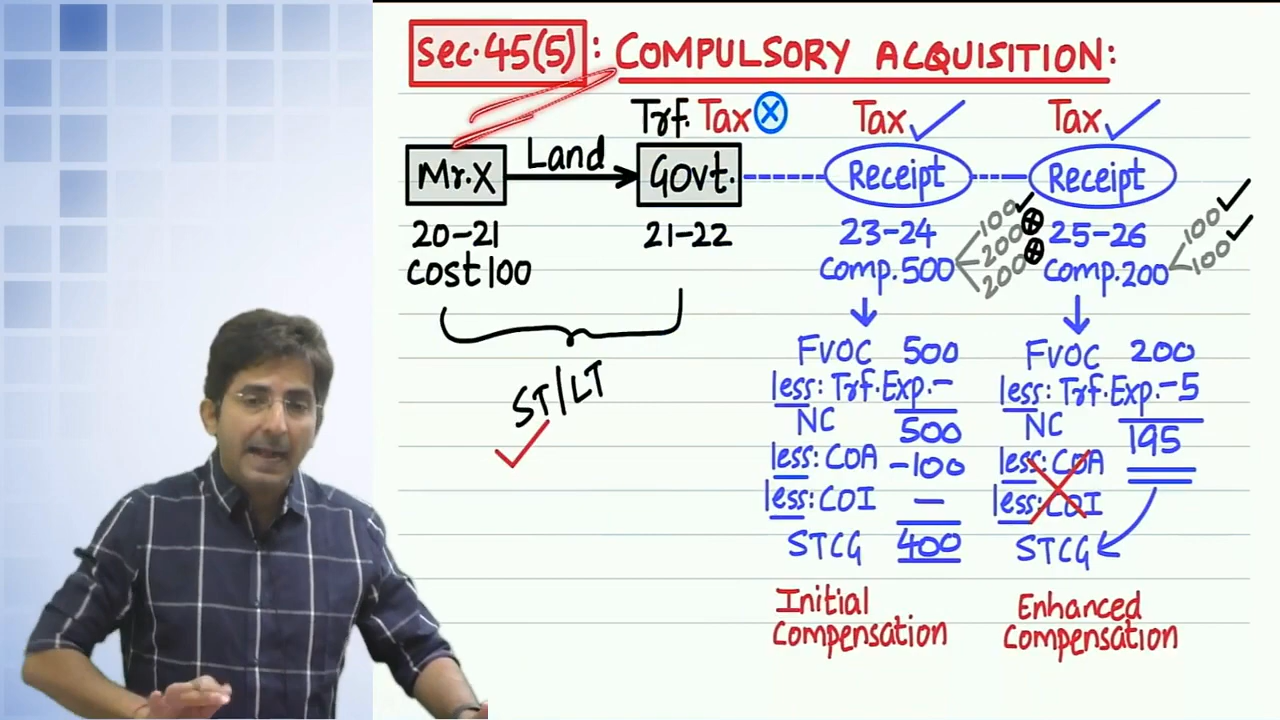 Sec.45(5): COMPULSORY ACQUISITION:
Trf. Tax X Tax ✓ Tax ✓
Mr.X Land Govt. Receipt Receipt
20-21 21-22 23-24 25-26
Cost 100 Comp.500 Comp.200
100 ✓
200 ⊕
200 ⊕
100 ✓
100 ✓
ST/LT
FVOC 500
less: Trf.Exp. -
NC 500
less: COA -100
less: COI -
STCG 400
Initial
Compensation
FVOC 200
less: Trf.Exp. -5
NC 195
less: COA
less: COI
STCG
Enhanced
Compensation